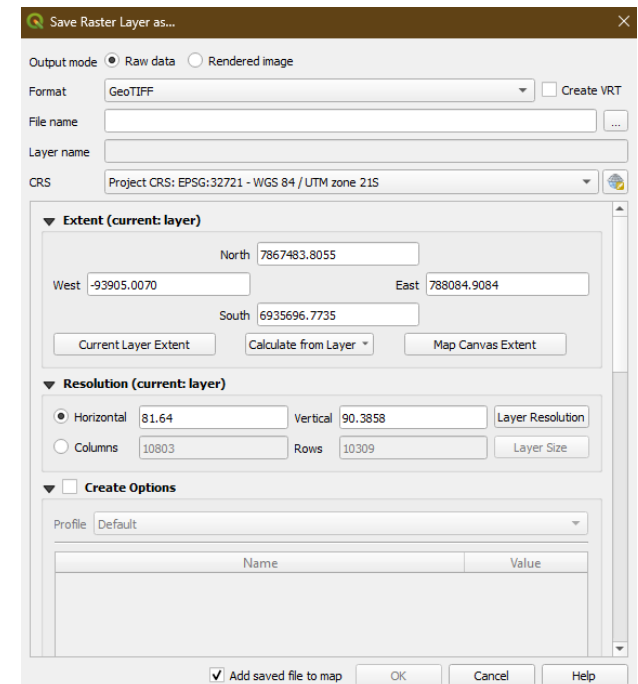 Save Raster Layer as...
Output mode Raw data Rendered image
Format GeoTIFF Create VRT
File name ...
Layer name
CRS Project CRS: EPSG:32721 - WGS 84 / UTM zone 21S
Extent (current: layer)
North 7867483.8055
West -93905.0070 East 788084.9084
South 6935696.7735
Current Layer Extent Calculate from Layer Map Canvas Extent
Resolution (current: layer)
Horizontal 81.64 Vertical 90.3858 Layer Resolution
Columns 10803 Rows 10309 Layer Size
Create Options
Profile Default
Name Value
Add saved file to map OK Cancel Help